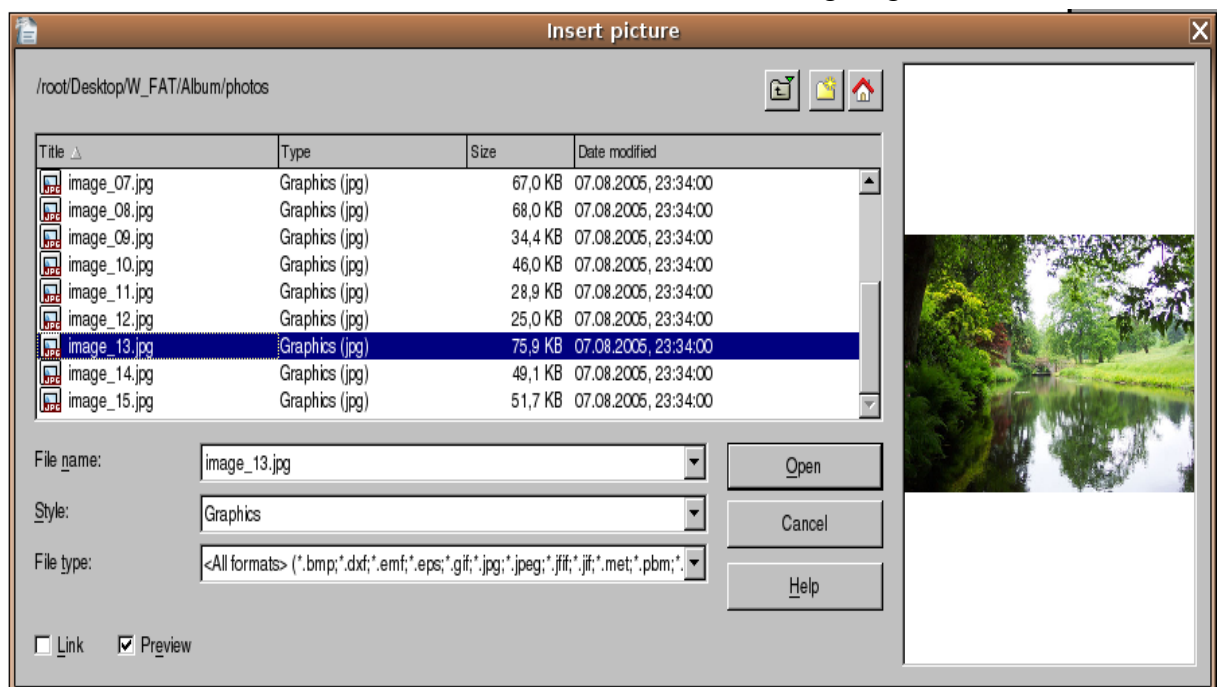 Insert picture
/root/Desktop/W_FAT/Album/photos
Title Type Size Date modified
image_07.jpg Graphics (jpg) 67,0 KB 07.08.2005, 23:34:00
image_08.jpg Graphics (jpg) 68,0 KB 07.08.2005, 23:34:00
image_09.jpg Graphics (jpg) 34,4 KB 07.08.2005, 23:34:00
image_10.jpg Graphics (jpg) 46,0 KB 07.08.2005, 23:34:00
image_11.jpg Graphics (jpg) 28,9 KB 07.08.2005, 23:34:00
image_12.jpg Graphics (jpg) 25,0 KB 07.08.2005, 23:34:00
image_13.jpg Graphics (jpg) 75,9 KB 07.08.2005, 23:34:00
image_14.jpg Graphics (jpg) 49,1 KB 07.08.2005, 23:34:00
image_15.jpg Graphics (jpg) 51,7 KB 07.08.2005, 23:34:00
File name: image_13.jpg Open
Style: Graphics Cancel
File type: <All formats> (*.bmp;*.dxf;*.emf;*.eps;*.gif;*.jpg;*.jpeg;*.jfif;*.jif;*.met;*.pbm;*.
Help
Link Preview